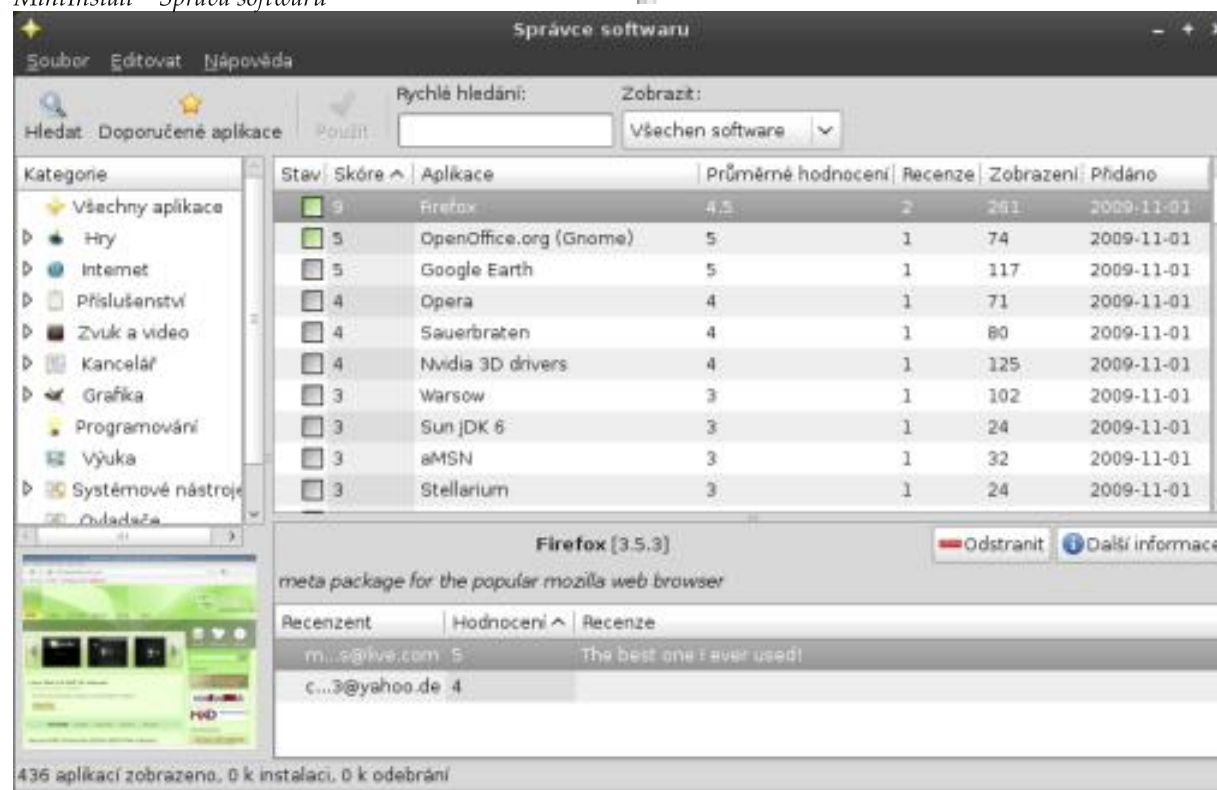 MintInstall – Správa softwaru
Správce softwaru
Soubor Editovat Nápověda
Hledat Doporučené aplikace Použít Rychlé hledání: Zobrazit: Všechen software
Kategorie
Všechny aplikace
Hry
Internet
Příslušenství
Zvuk a video
Kancelář
Grafika
Programování
Výuka
Systémové nástroje
Ovladače
Stav Skóre Aplikace Průměrné hodnocení Recenze Zobrazení Přidáno
9 Firefox 4.5 2 261 2009-11-01
5 OpenOffice.org (Gnome) 5 1 74 2009-11-01
5 Google Earth 5 1 117 2009-11-01
4 Opera 4 1 71 2009-11-01
4 Sauerbraten 4 1 80 2009-11-01
4 Nvidia 3D drivers 4 1 125 2009-11-01
3 Warsow 3 1 102 2009-11-01
3 Sun JDK 6 3 1 24 2009-11-01
3 aMSN 3 1 32 2009-11-01
3 Stellarium 3 1 24 2009-11-01
Firefox [3.5.3] Odstranit Další informace
meta package for the popular mozilla web browser
Recenzent Hodnocení Recenze
m...s@live.com 5 The best one i ever used!
c...3@yahoo.de 4
436 aplikací zobrazeno, 0 k instalaci, 0 k odebrání